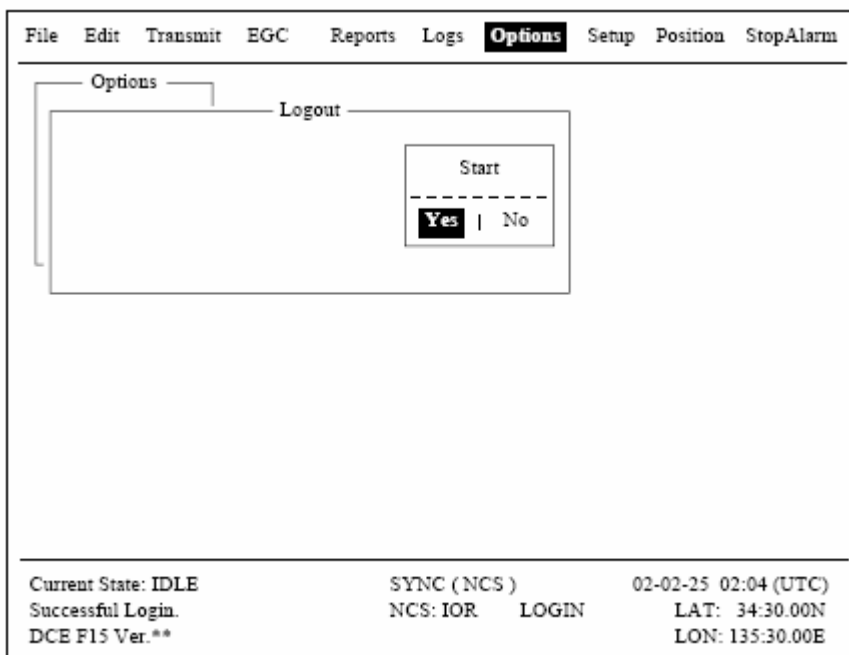 File Edit Transmit EGC Reports Logs Options Setup Position StopAlarm
Options
Logout
Start
Yes | No
Current State: IDLE SYNC ( NCS ) 02-02-25 02:04 (UTC)
Successful Login. NCS: IOR LOGIN LAT: 34:30.00N
DCE F15 Ver.** LON: 135:30.00E